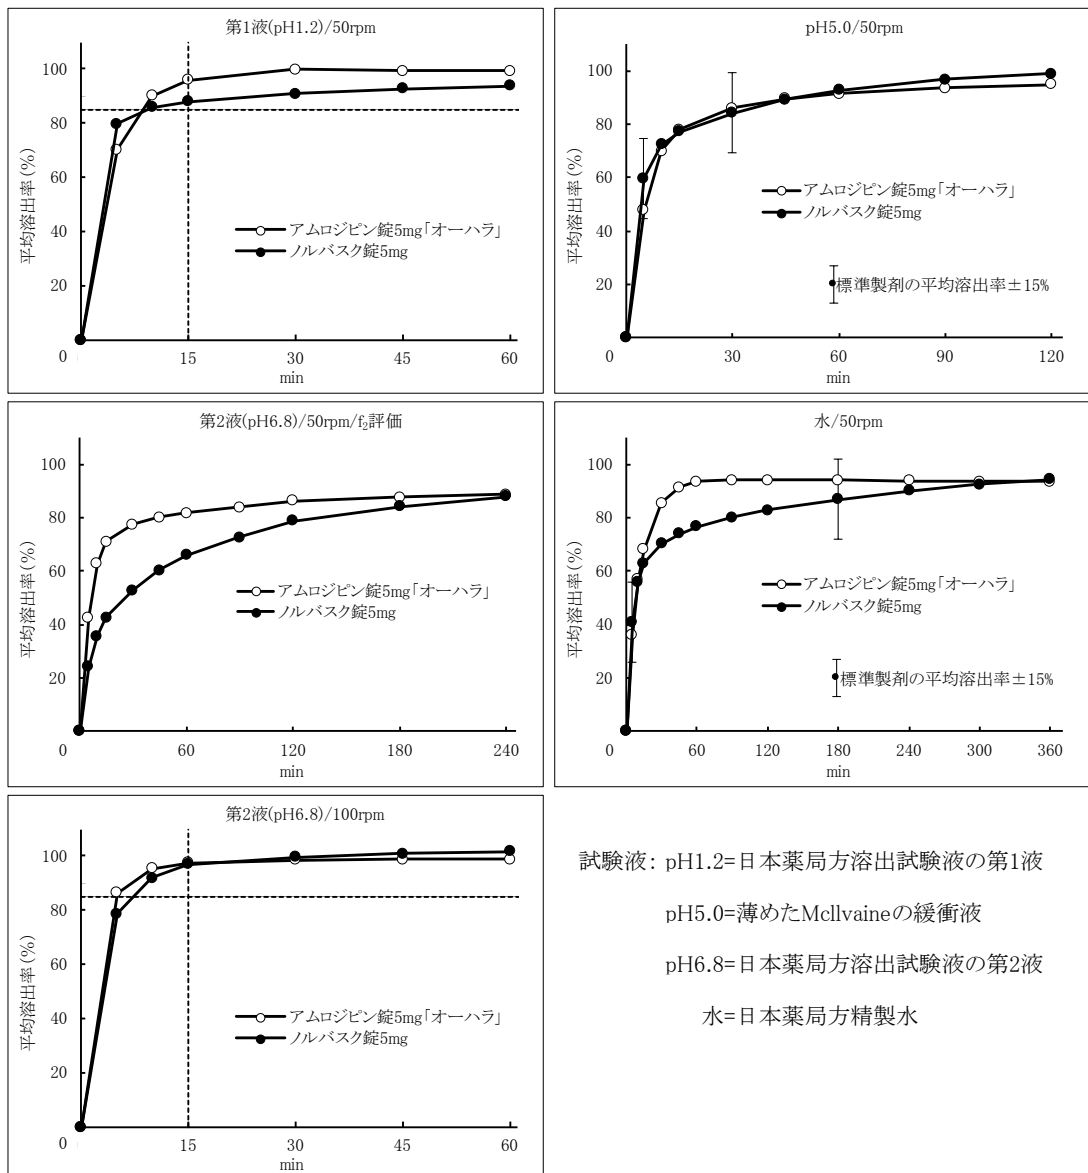 第1液(pH1.2)/50rpm
平均溶出率(%)
100
80
60
40
20
0
15
30
45
60
min
アムロジピン錠5mg「オーハラ」
ノルバスク錠5mg
pH5.0/50rpm
平均溶出率(%)
100
80
60
40
20
0
30
60
90
120
min
アムロジピン錠5mg「オーハラ」
ノルバスク錠5mg
標準製剤の平均溶出率±15%
第2液(pH6.8)/50rpm/f₂評価
平均溶出率(%)
100
80
60
40
20
0
60
120
180
240
min
アムロジピン錠5mg「オーハラ」
ノルバスク錠5mg
水/50rpm
平均溶出率(%)
100
80
60
40
20
0
60
120
180
240
300
360
min
アムロジピン錠5mg「オーハラ」
ノルバスク錠5mg
標準製剤の平均溶出率±15%
第2液(pH6.8)/100rpm
平均溶出率(%)
100
80
60
40
20
0
15
30
45
60
min
アムロジピン錠5mg「オーハラ」
ノルバスク錠5mg
試験液: pH1.2=日本薬局方溶出試験液の第1液
pH5.0=薄めたMcIlvaineの緩衝液
pH6.8=日本薬局方溶出試験液の第2液
水=日本薬局方精製水